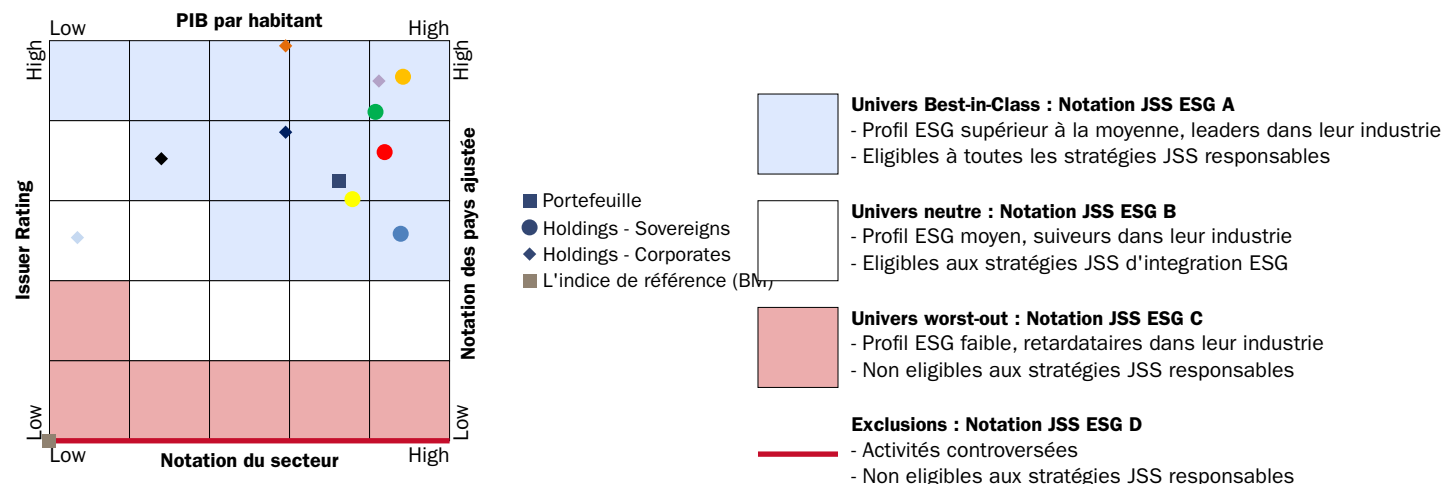 PIB par habitant
Low
High
High
High
Issuer Rating
Notation des pays ajustée
Low
Low
Low
High
Notation du secteur
Portefeuille
Holdings - Sovereigns
Holdings - Corporates
L'indice de référence (BM)
Univers Best-in-Class : Notation JSS ESG A
- Profil ESG supérieur à la moyenne, leaders dans leur industrie
- Eligibles à toutes les stratégies JSS responsables
Univers neutre : Notation JSS ESG B
- Profil ESG moyen, suiveurs dans leur industrie
- Eligibles aux stratégies JSS d'integration ESG
Univers worst-out : Notation JSS ESG C
- Profil ESG faible, retardataires dans leur industrie
- Non eligibles aux stratégies JSS responsables
Exclusions : Notation JSS ESG D
- Activités controversées
- Non eligibles aux stratégies JSS responsables